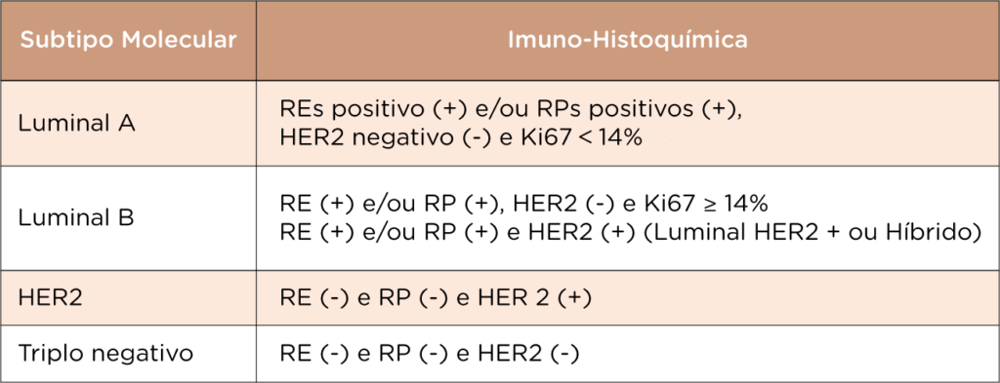 Subtipo Molecular
Imuno-Histoquímica
Luminal A
REs positivo (+) e/ou RPs positivos (+),
HER2 negativo (-) e Ki67 < 14%
Luminal B
RE (+) e/ou RP (+), HER2 (-) e Ki67 ≥ 14%
RE (+) e/ou RP (+) e HER2 (+) (Luminal HER2 + ou Híbrido)
HER2
RE (-) e RP (-) e HER 2 (+)
Triplo negativo
RE (-) e RP (-) e HER2 (-)